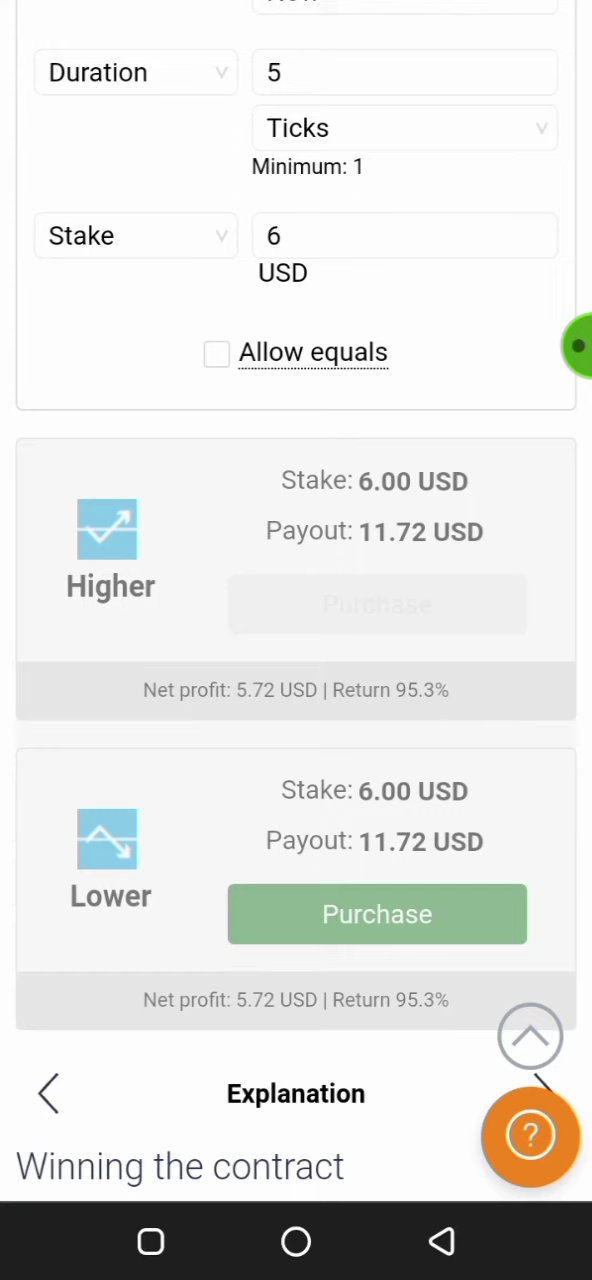 Duration
5
Ticks
Minimum: 1
Stake
6
USD
Allow equals
Stake: 6.00 USD
Payout: 11.72 USD
Higher
Purchase
Net profit: 5.72 USD | Return 95.3%
Stake: 6.00 USD
Payout: 11.72 USD
Lower
Purchase
Net profit: 5.72 USD | Return 95.3%
Explanation
?
Winning the contract